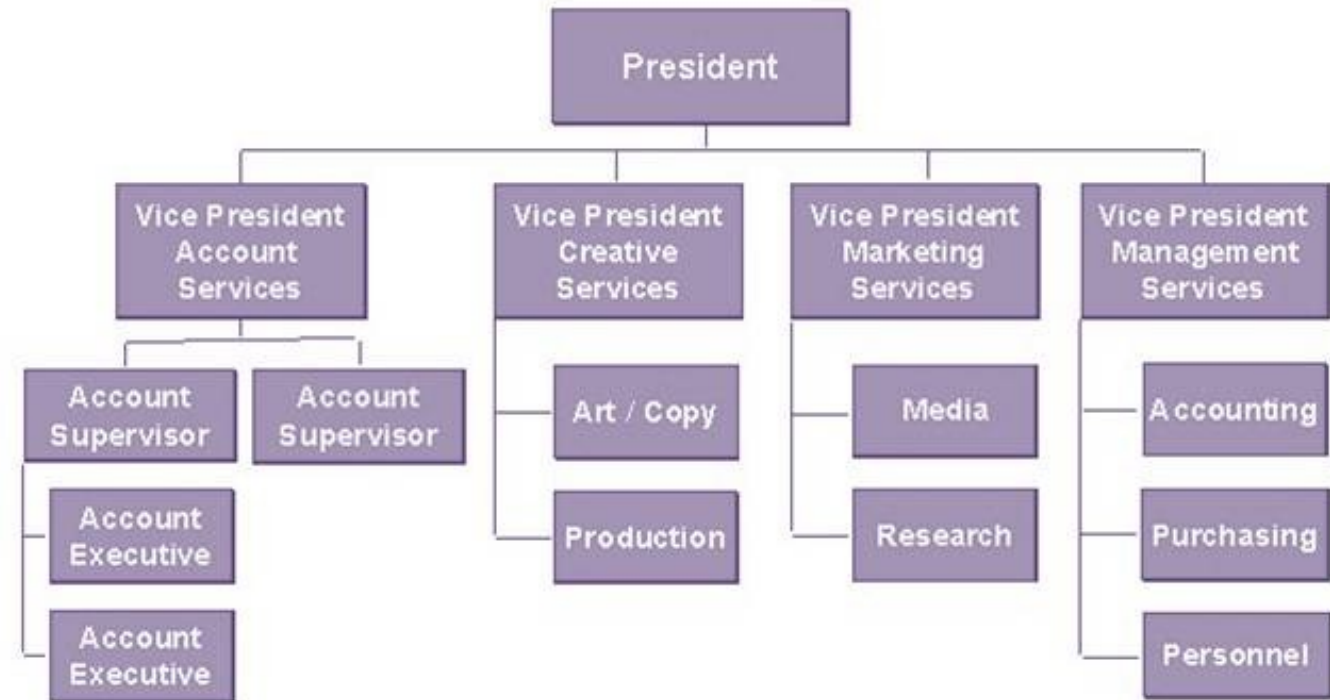 President
Vice President
Account
Services
Vice President
Creative
Services
Vice President
Marketing
Services
Vice President
Management
Services
Account
Supervisor
Account
Supervisor
Art / Copy
Media
Accounting
Account
Executive
Production
Research
Purchasing
Account
Executive
Personnel